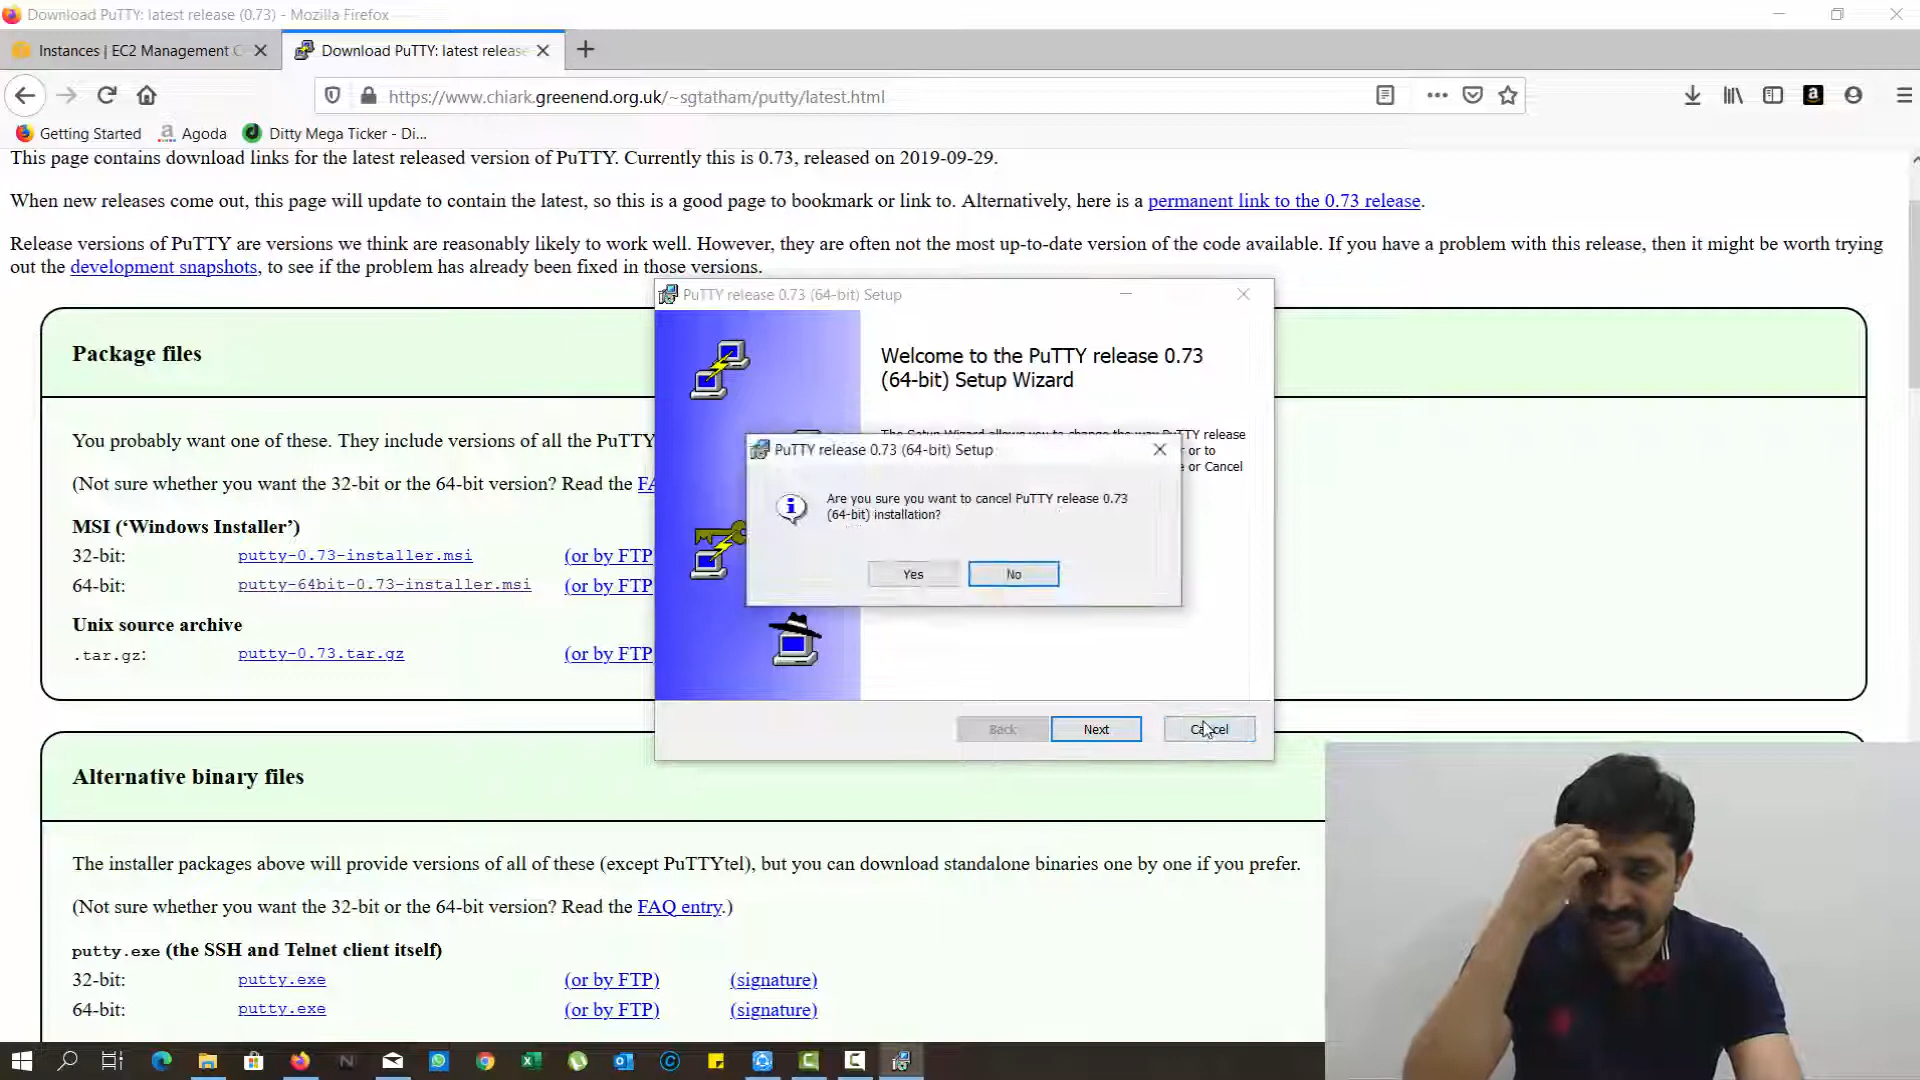 Download PuTTY: latest release (0.73) - Mozilla Firefox
Instances | EC2 Management C
Download PuTTY: latest release
https://www.chiark.greenend.org.uk/~sgtatham/putty/latest.html
Getting Started
Agoda
Ditty Mega Ticker - Di...
This page contains download links for the latest released version of PuTTY. Currently this is 0.73, released on 2019-09-29.
When new releases come out, this page will update to contain the latest, so this is a good page to bookmark or link to. Alternatively, here is a permanent link to the 0.73 release.
Release versions of PuTTY are versions we think are reasonably likely to work well. However, they are often not the most up-to-date version of the code available. If you have a problem with this release, then it might be worth trying
out the development snapshots, to see if the problem has already been fixed in those versions.
PuTTY release 0.73 (64-bit) Setup
Welcome to the PuTTY release 0.73
(64-bit) Setup Wizard
The Setup Wizard allows you to change the way PuTTY release
or to
e or Cancel
PuTTY release 0.73 (64-bit) Setup
Are you sure you want to cancel PuTTY release 0.73
(64-bit) installation?
Yes
No
Back
Next
Cancel
Package files
You probably want one of these. They include versions of all the PuTTY
(Not sure whether you want the 32-bit or the 64-bit version? Read the FA
MSI (‘Windows Installer’)
32-bit: putty-0.73-installer.msi (or by FTP
64-bit: putty-64bit-0.73-installer.msi (or by FTP
Unix source archive
.tar.gz: putty-0.73.tar.gz (or by FTP
Alternative binary files
The installer packages above will provide versions of all of these (except PuTTYtel), but you can download standalone binaries one by one if you prefer.
(Not sure whether you want the 32-bit or the 64-bit version? Read the FAQ entry.)
putty.exe (the SSH and Telnet client itself)
32-bit: putty.exe (or by FTP) (signature)
64-bit: putty.exe (or by FTP) (signature)